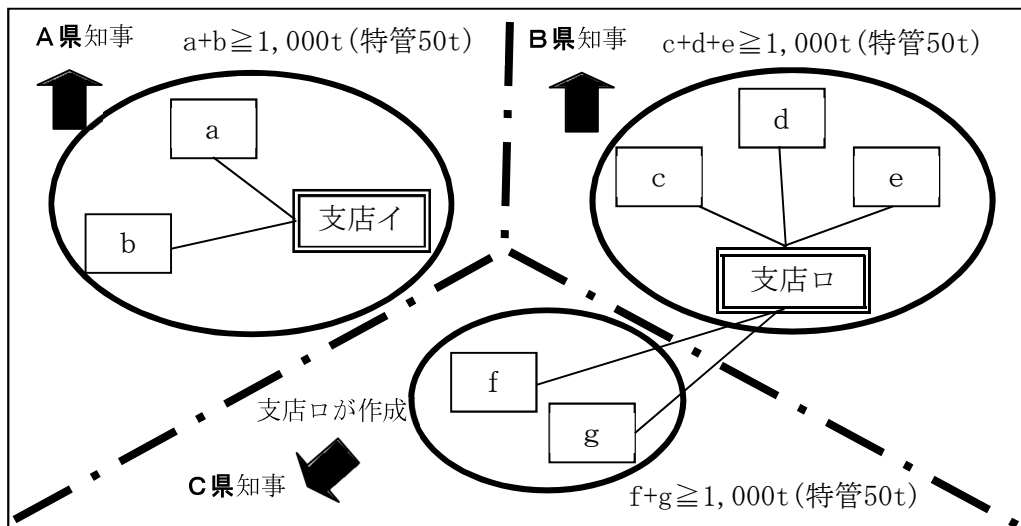 A県知事
a+b≧1,000t(特管50t)
a
b
支店イ
B県知事
c+d+e≧1,000t(特管50t)
d
c
e
支店ロ
f
g
支店ロが作成
C県知事
f+g≧1,000t(特管50t)